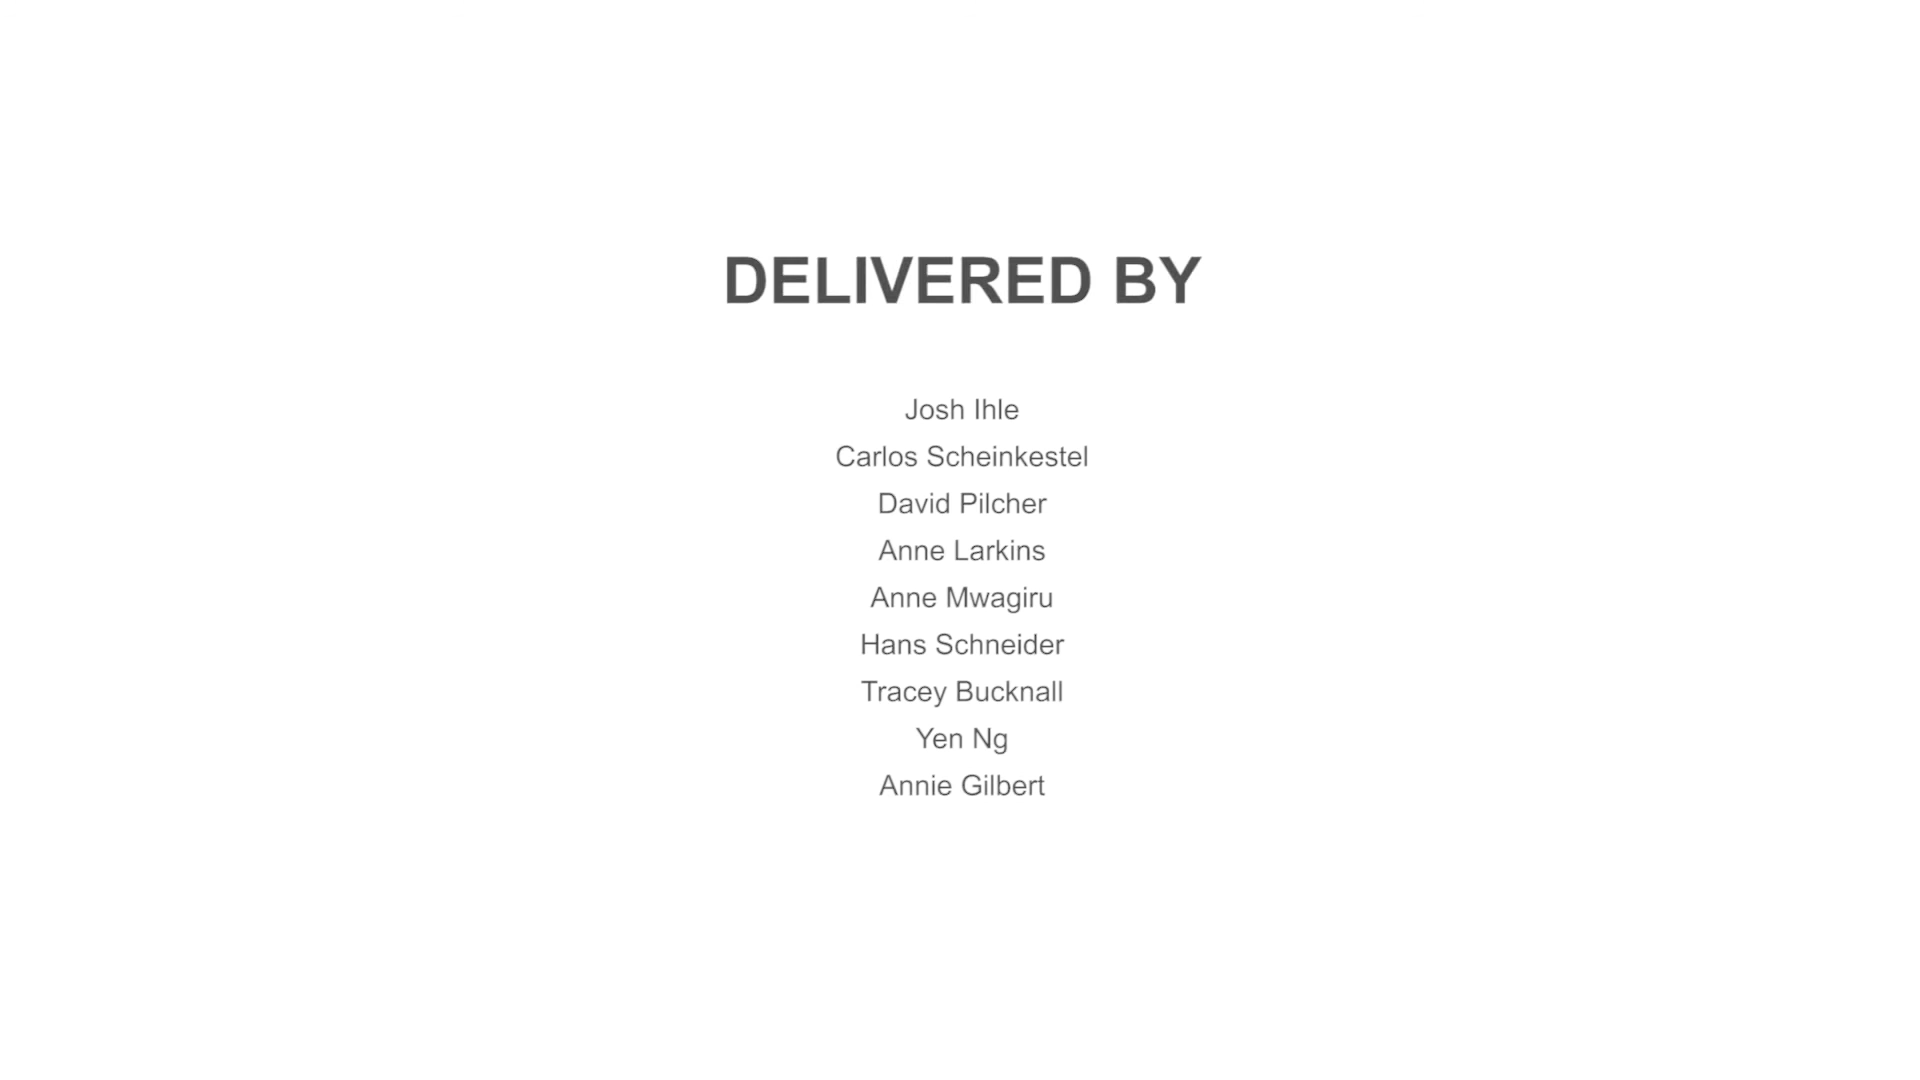 DELIVERED BY
Josh Ihle
Carlos Scheinkestel
David Pilcher
Anne Larkins
Anne Mwagiru
Hans Schneider
Tracey Bucknall
Yen Ng
Annie Gilbert